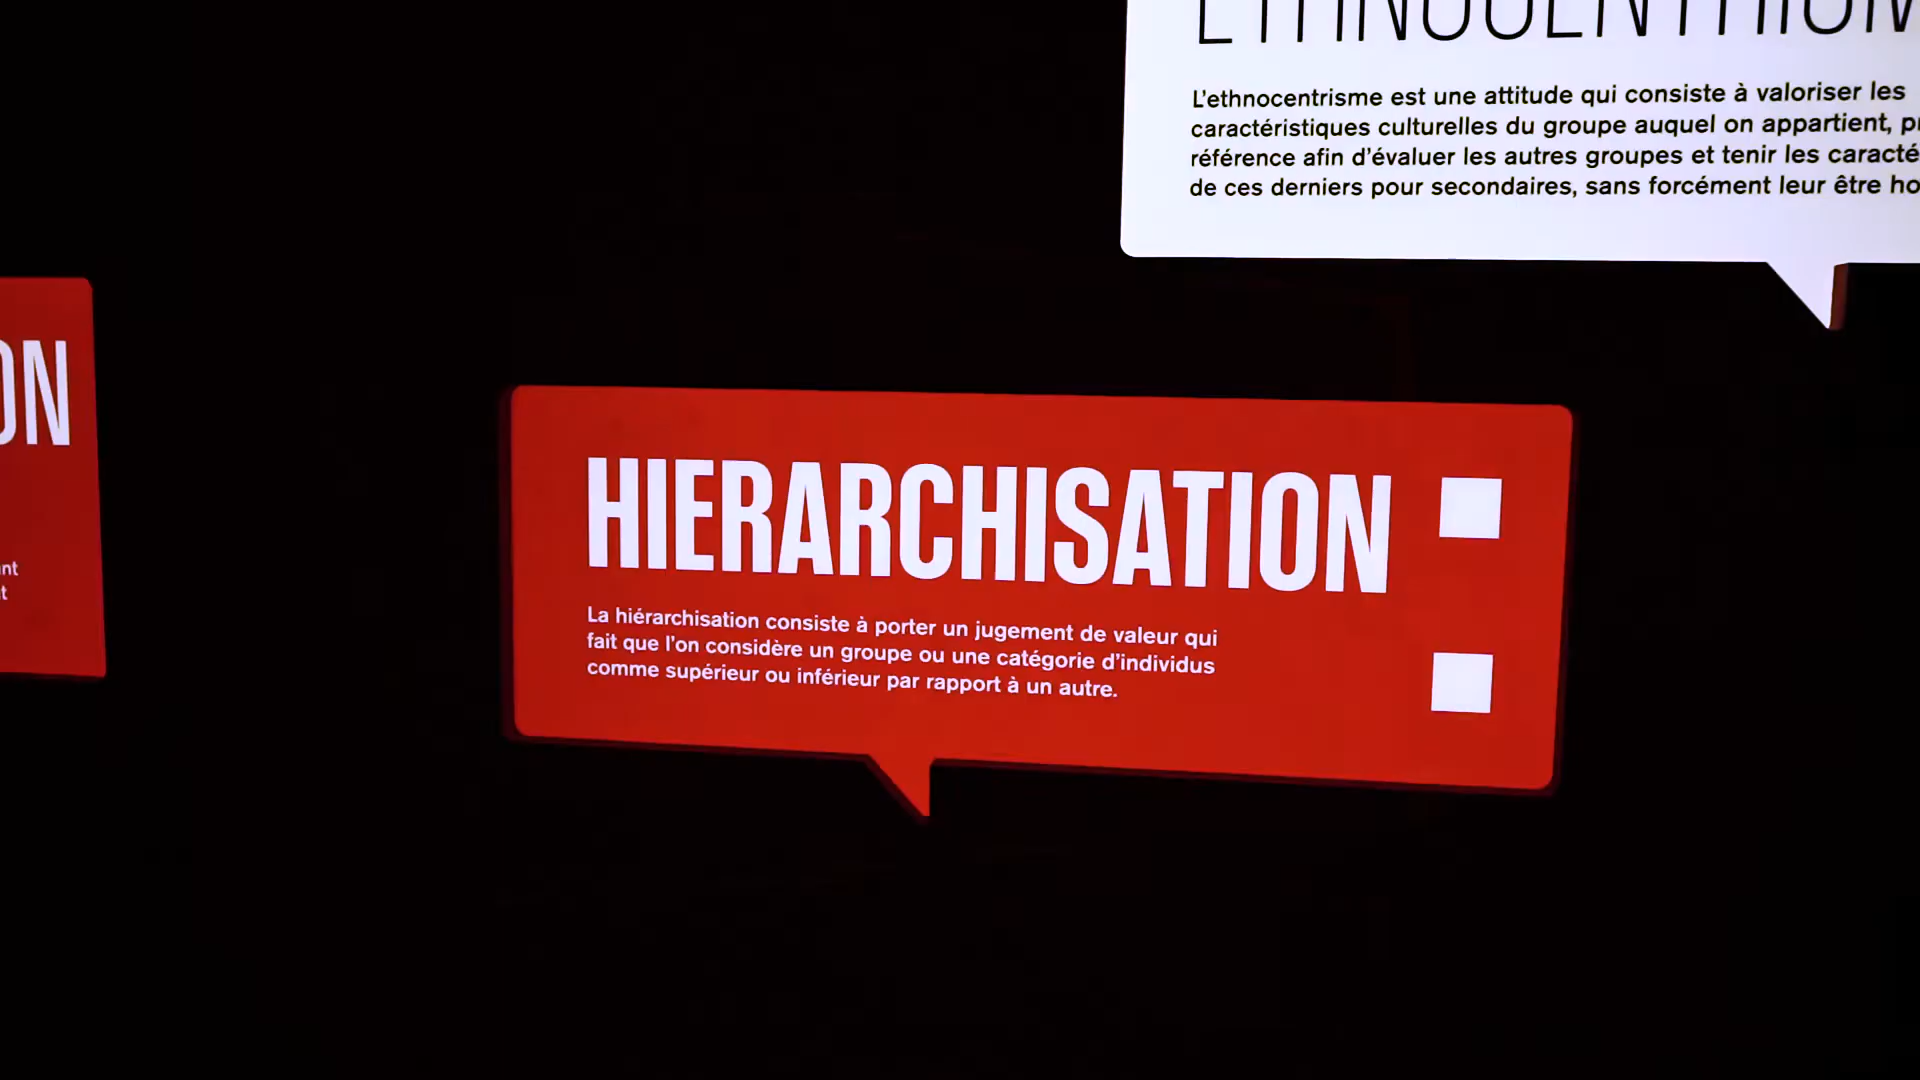 L'ethnocentrisme est une attitude qui consiste à valoriser les
caractéristiques culturelles du groupe auquel on appartient,
référence afin d'évaluer les autres groupes et tenir les
de ces derniers pour secondaires, sans forcément leur être
HIERARCHISATION
La hiérarchisation consiste à porter un jugement de valeur qui
fait que l'on considère un groupe ou une catégorie d'individus
comme supérieur ou inférieur par rapport à un autre.